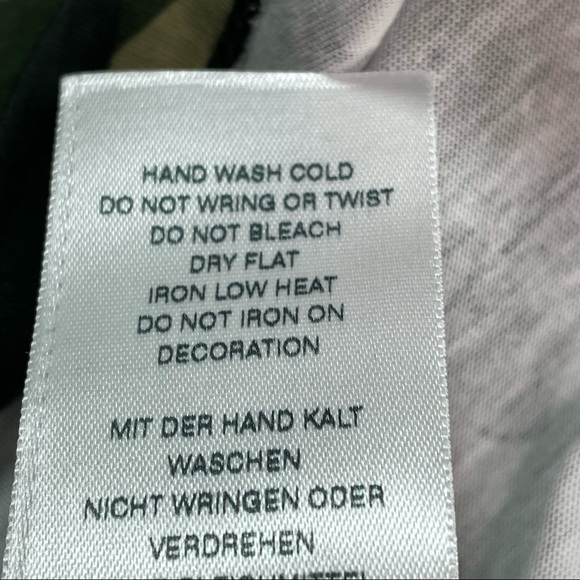 HAND WASH COLD
DO NOT WRING OR TWIST
DO NOT BLEACH
DRY FLAT
IRON LOW HEAT
DO NOT IRON ON
DECORATION
MIT DER HAND KALT
WASCHEN
NICHT WRINGEN ODER
VERDREHEN